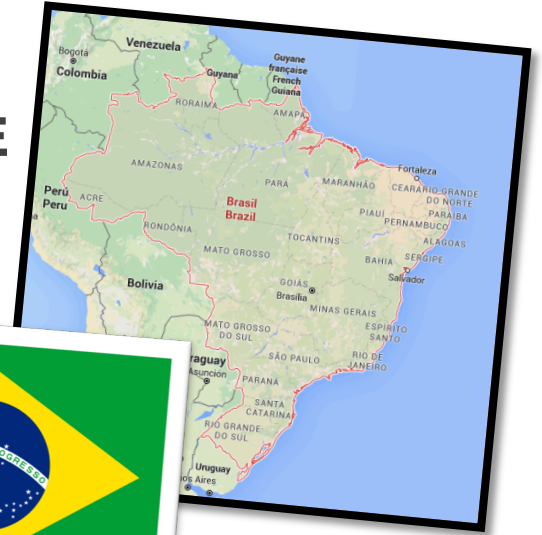 E
Venezuela
Bogotá
Colombia
Guyana
Guyane
française
French
Guiana
RORAIMA
AMAPÁ
AMAZONAS
PARÁ
MARANHÃO
Fortaleza
CEARÁ
RIO GRANDE
DO NORTE
Perú
Peru
ACRE
Brasil
Brazil
PIAUÍ
PARAÍBA
PERNAMBUCO
RONDÔNIA
TOCANTINS
ALAGOAS
MATO GROSSO
BAHIA
SERGIPE
Salvador
Bolivia
GOIÁS
Brasília
MINAS GERAIS
MATO GROSSO
DO SUL
ESPÍRITO
SANTO
SÃO PAULO
RIO DE
JANEIRO
raguay
Asunción
PARANÁ
SANTA
CATARINA
RIO GRANDE
DO SUL
Uruguay
os Aires
OGRESSO